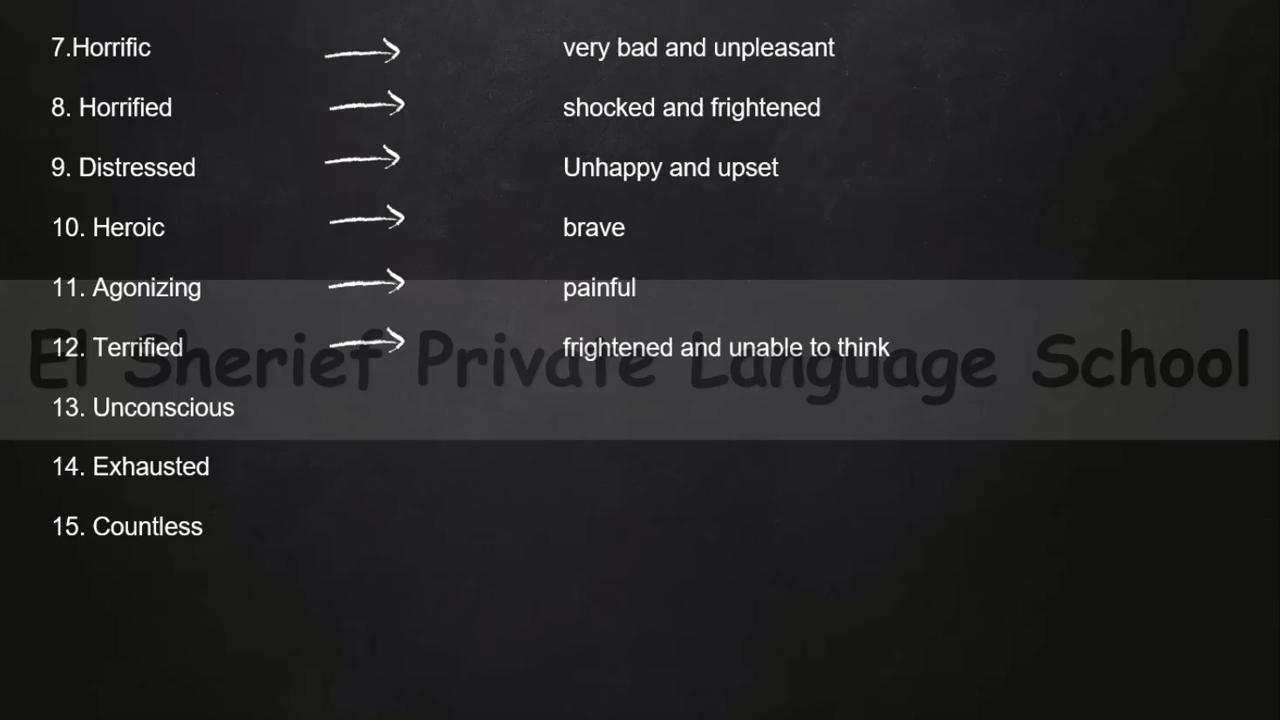 7.Horrific very bad and unpleasant
8. Horrified shocked and frightened
9. Distressed Unhappy and upset
10. Heroic brave
11. Agonizing painful
12. Terrified frightened and unable to think
El Sherief Private Language School
13. Unconscious
14. Exhausted
15. Countless